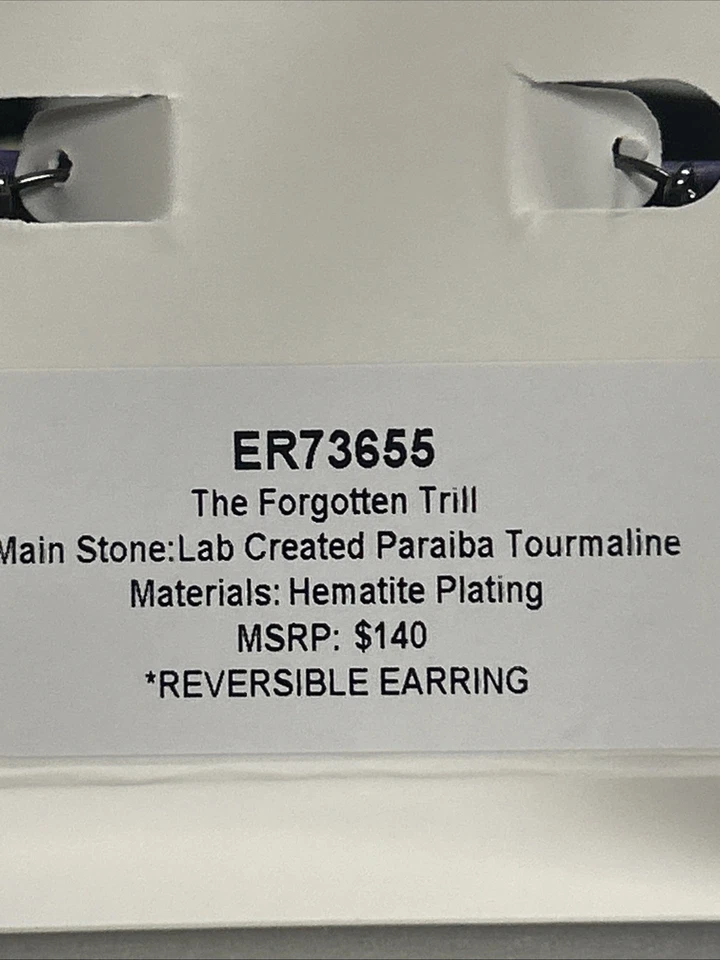 ER73655
The Forgotten Trill
Main Stone:Lab Created Paraiba Tourmaline
Materials: Hematite Plating
MSRP: $140
*REVERSIBLE EARRING